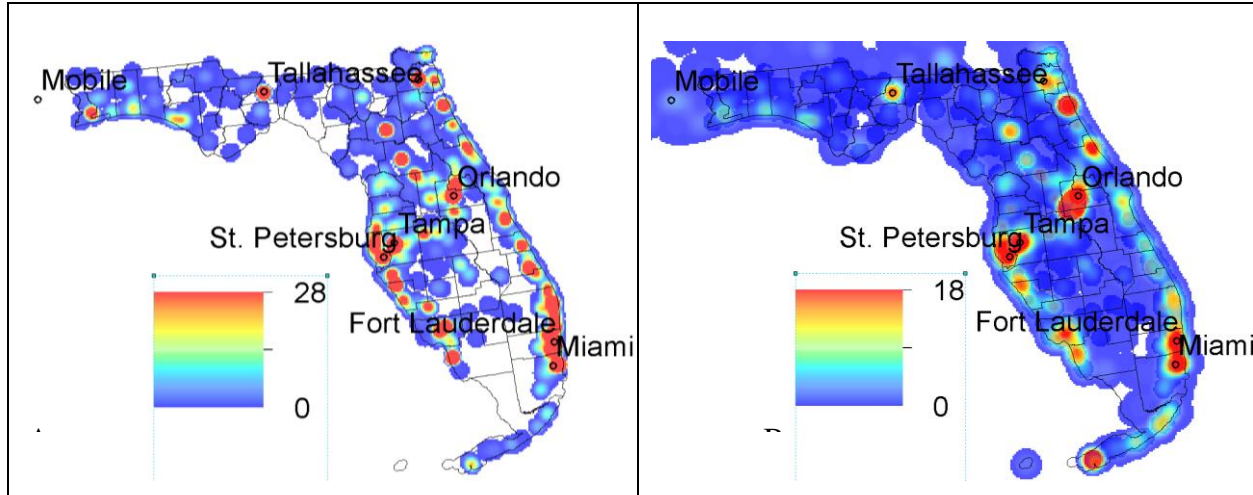 Mobile
Tallahassee
Orlando
Tampa
St. Petersburg
28
Fort Lauderdale
Miami
0
Mobile
Tallahassee
Orlando
Tampa
St. Petersburg
18
Fort Lauderdale
Miami
0